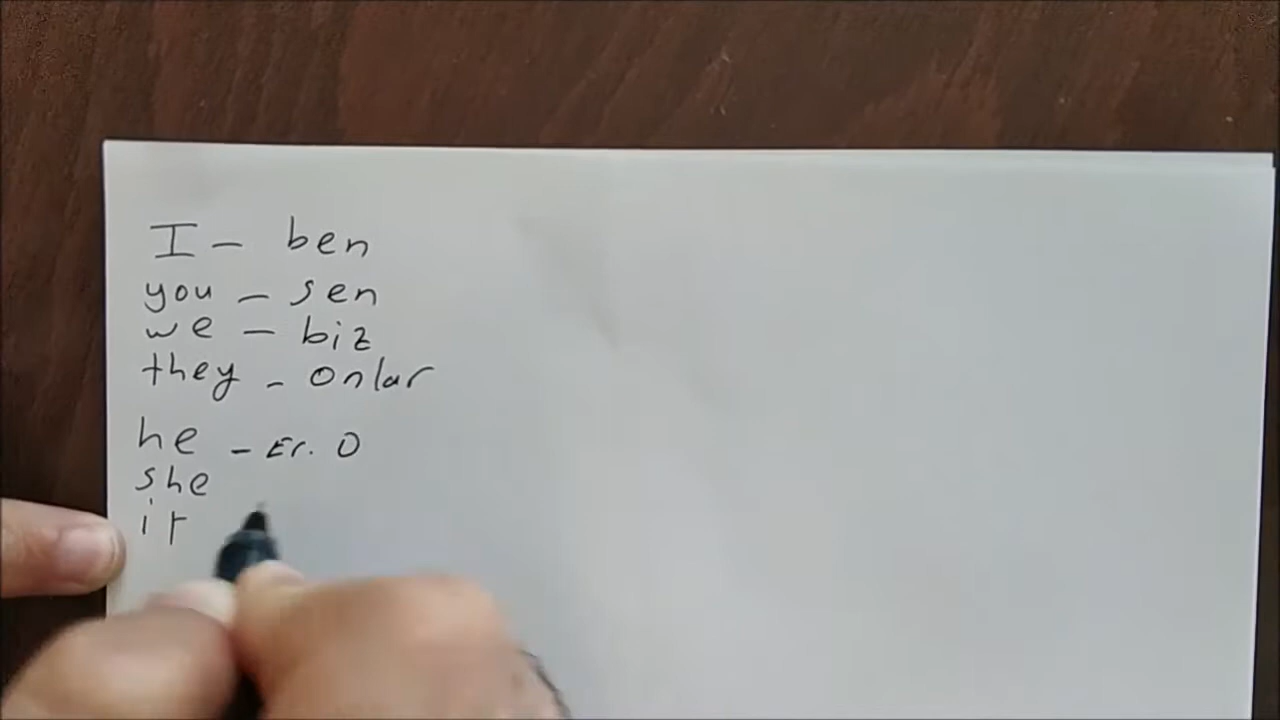 I - ben
you - sen
we - biz
they - onlar
he - Er. O
she
it